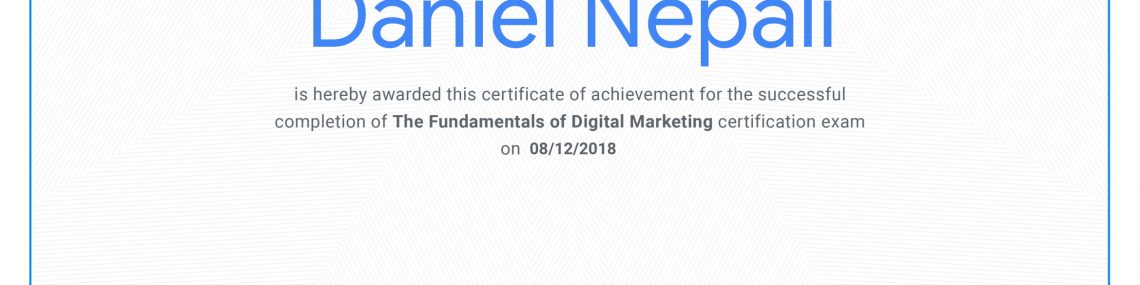 Daniel Nepali
is hereby awarded this certificate of achievement for the successful
completion of The Fundamentals of Digital Marketing certification exam
on 08/12/2018